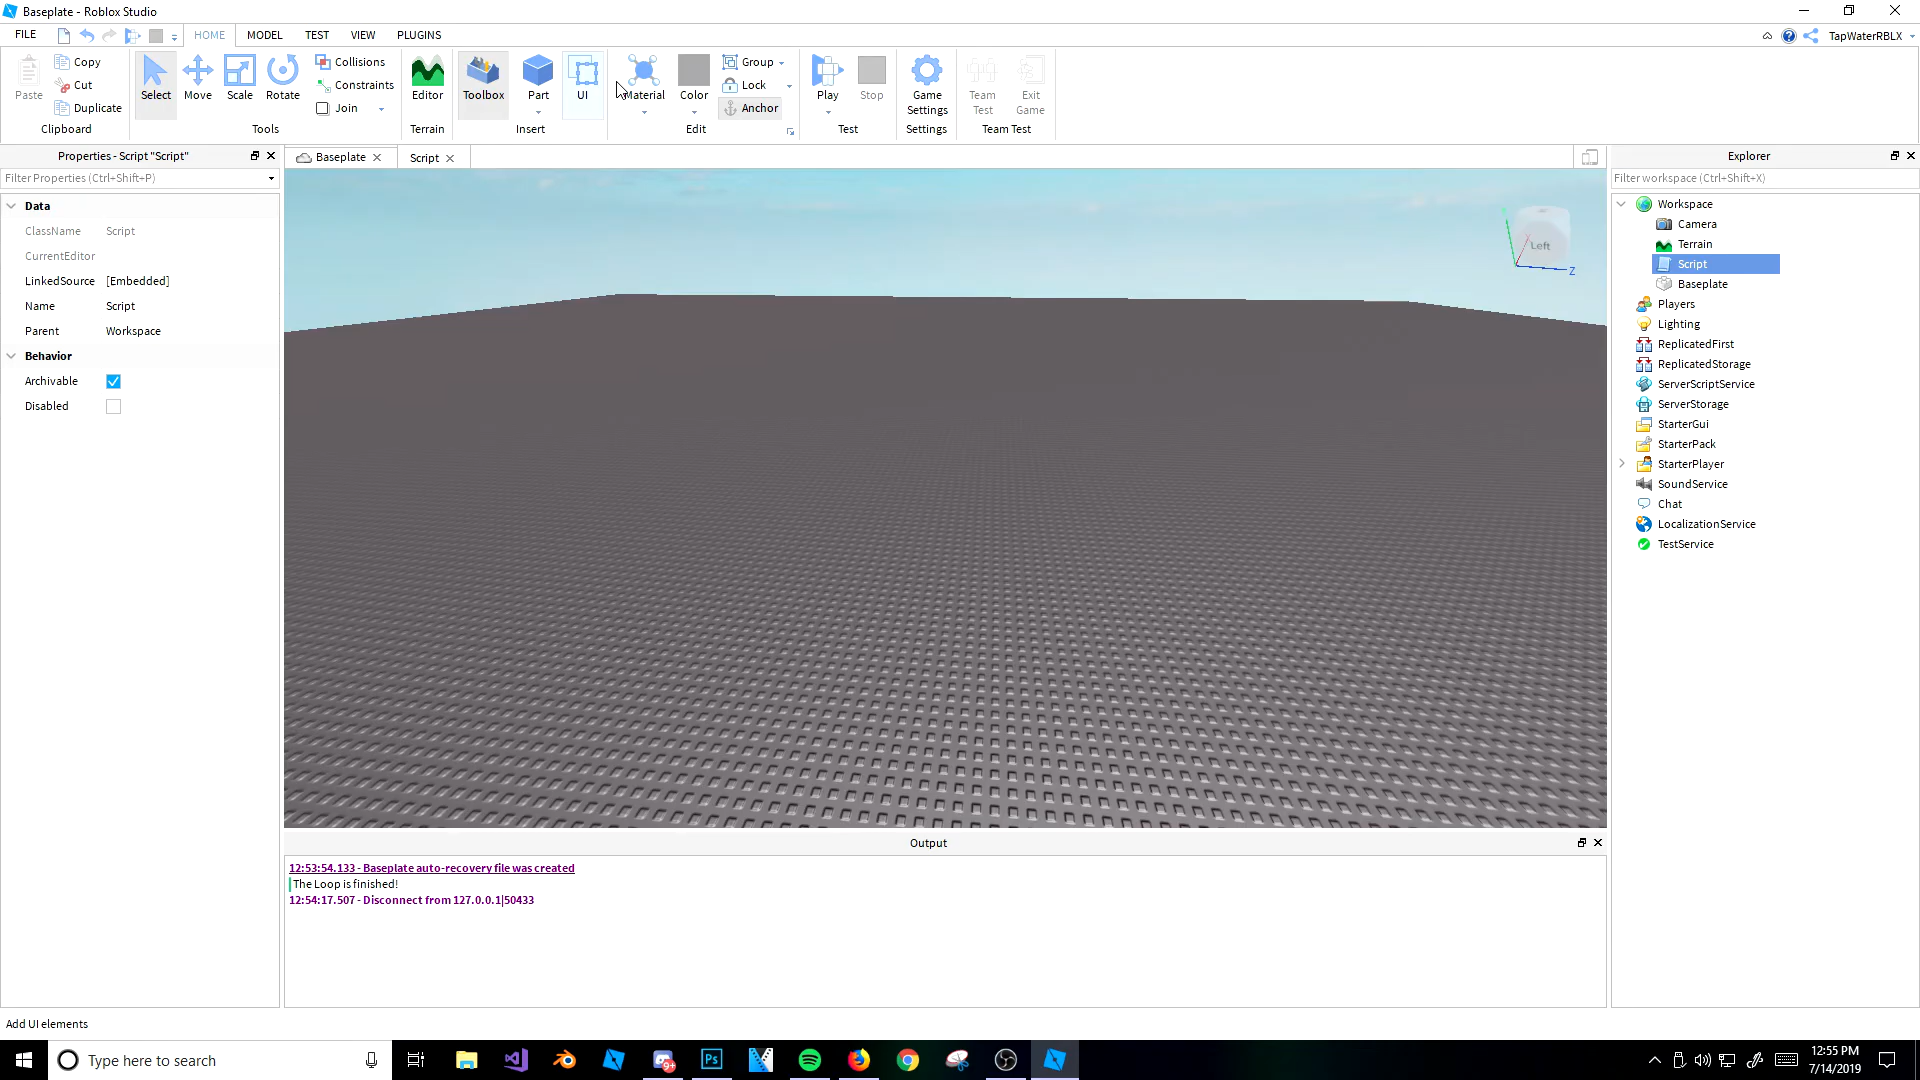 Baseplate - Roblox Studio
FILE
HOME
MODEL
TEST
VIEW
PLUGINS
TapWaterRBLX
Paste
Copy
Cut
Duplicate
Clipboard
Select
Move
Scale
Rotate
Collisions
Constraints
Join
Tools
Editor
Terrain
Toolbox
Part
UI
Insert
Material
Color
Group
Lock
Anchor
Edit
Play
Stop
Test
Game
Settings
Settings
Team
Test
Exit
Game
Team Test
Properties - Script "Script"
Filter Properties (Ctrl+Shift+P)
Data
ClassName Script
CurrentEditor
LinkedSource [Embedded]
Name Script
Parent Workspace
Behavior
Archivable
Disabled
Baseplate
Script
Left
Z
Output
12:53:54.133 - Baseplate auto-recovery file was created
The Loop is finished!
12:54:17.507 - Disconnect from 127.0.0.1|50433
Explorer
Filter workspace (Ctrl+Shift+X)
Workspace
Camera
Terrain
Script
Baseplate
Players
Lighting
ReplicatedFirst
ReplicatedStorage
ServerScriptService
ServerStorage
StarterGui
StarterPack
StarterPlayer
SoundService
Chat
LocalizationService
TestService
Add UI elements
Type here to search
9+
Ps
12:55 PM
7/14/2019